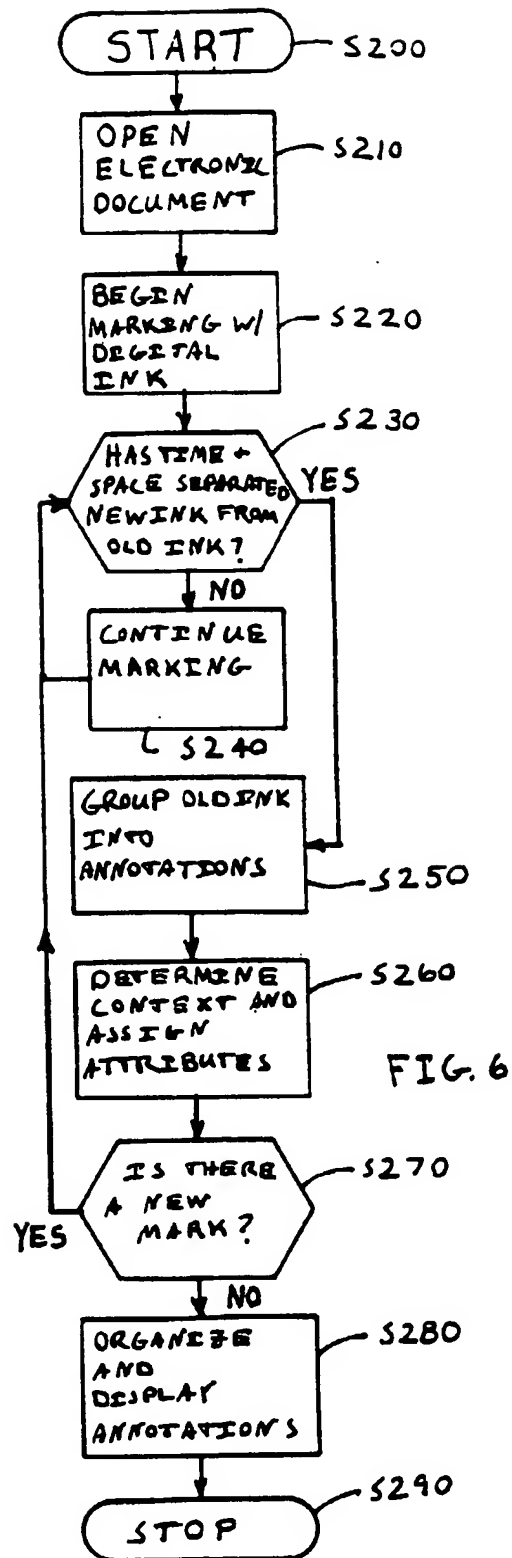 START
S200
OPEN
ELECTRONIC
DOCUMENT
S210
BEGIN
MARKING W/
DIGITAL
INK
S220
S230
HAS TIME +
SPACE SEPARATED
NEW INK FROM
OLD INK?
YES
NO
CONTINUE
MARKING
S240
GROUP OLD INK
INTO
ANNOTATIONS
S250
DETERMINE
CONTEXT AND
ASSIGN
ATTRIBUTES
S260
FIG. 6
IS THERE
A NEW
MARK?
S270
YES
NO
ORGANIZE
AND
DISPLAY
ANNOTATIONS
S280
STOP
S290